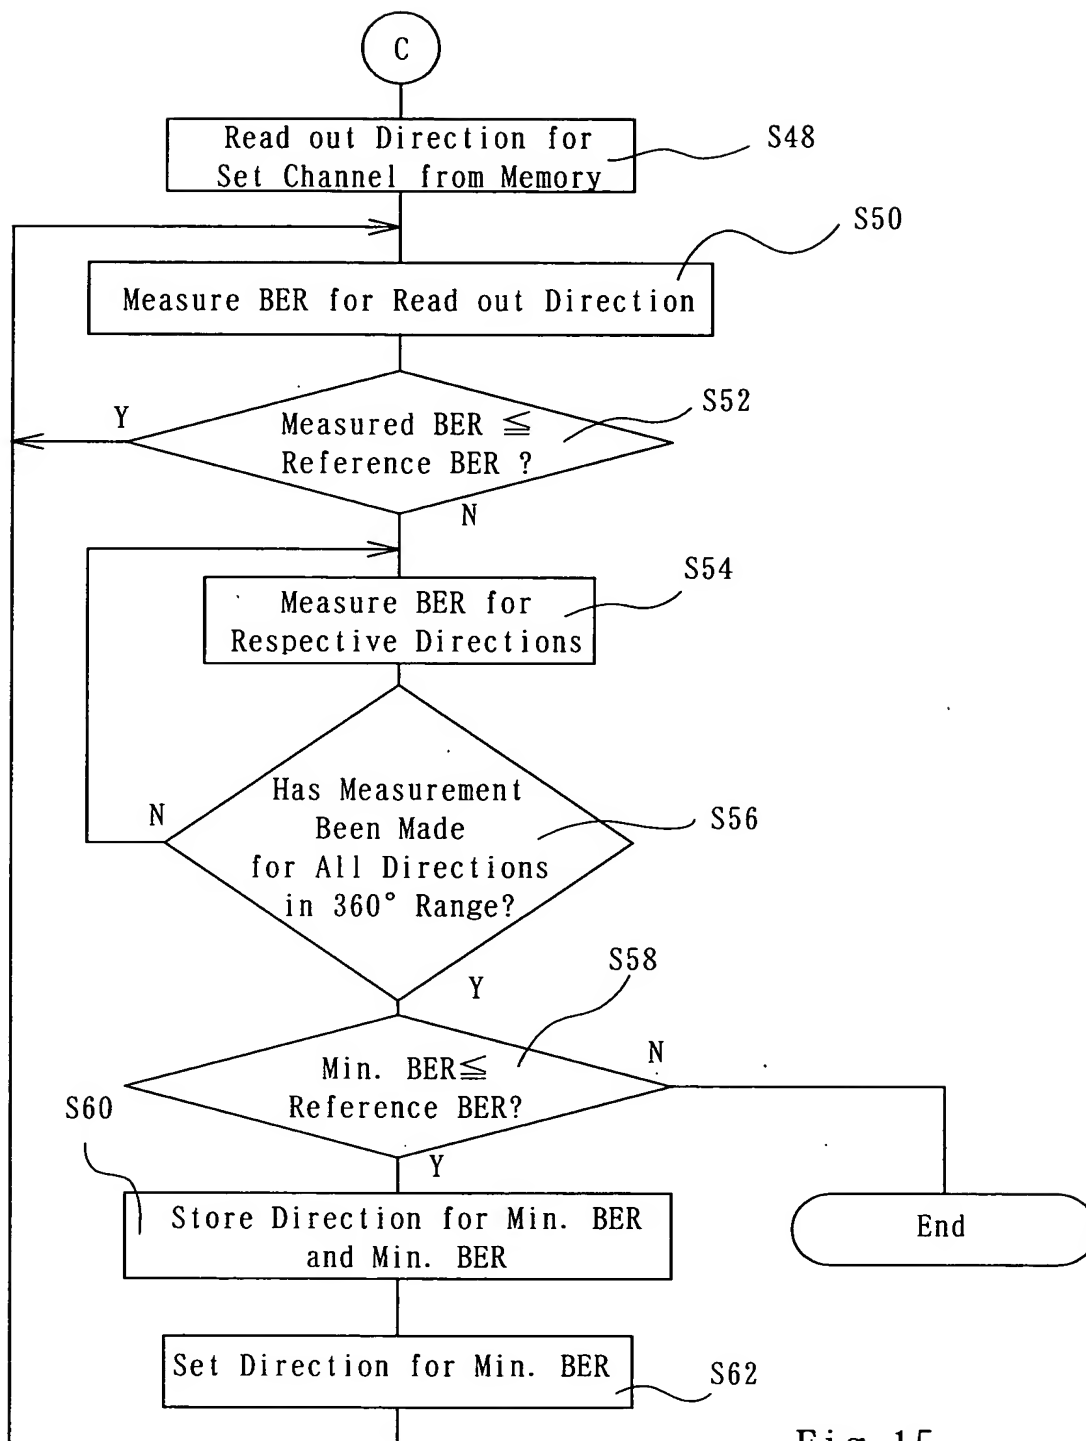 C
Read out Direction for
Set Channel from Memory
S48
S50
Measure BER for Read out Direction
Y
Measured BER ≦
Reference BER ?
S52
N
S54
Measure BER for
Respective Directions
N
Has Measurement
Been Made
for All Directions
in 360° Range?
S56
Y
S58
N
Min. BER≦
Reference BER?
S60
Y
Store Direction for Min. BER
and Min. BER
End
Set Direction for Min. BER
S62
Fig. 15